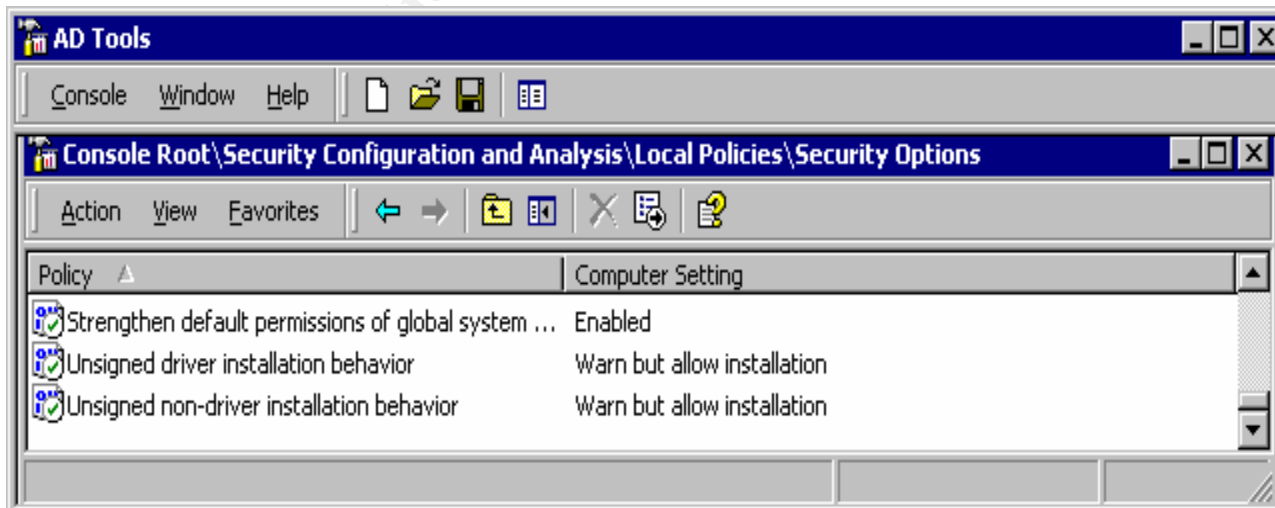 AD Tools
Console Window Help
Console Root\Security Configuration and Analysis\Local Policies\Security Options
Action View Favorites
Policy Computer Setting
Strengthen default permissions of global system ... Enabled
Unsigned driver installation behavior Warn but allow installation
Unsigned non-driver installation behavior Warn but allow installation